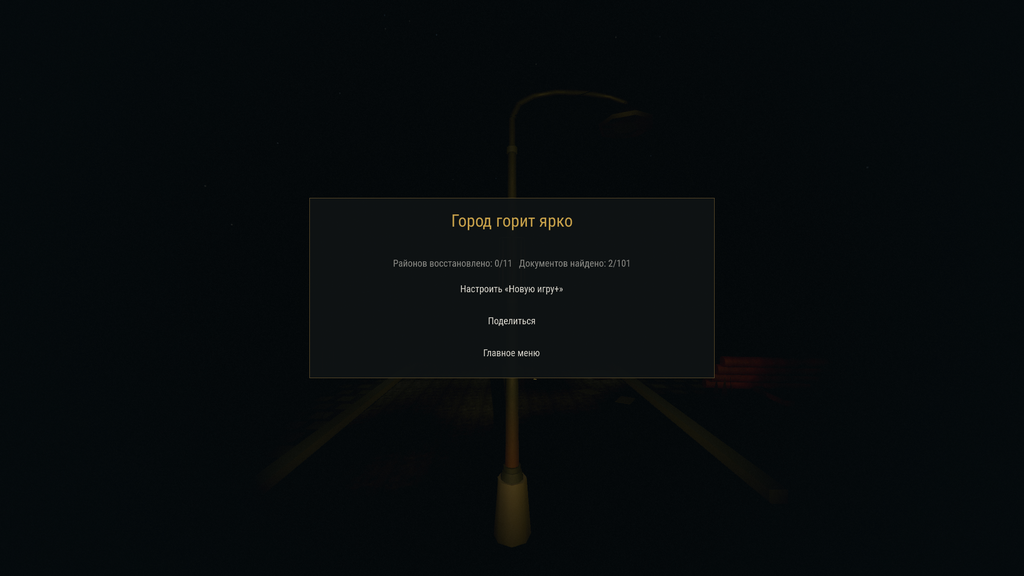 Город горит ярко
Районов восстановлено: 0/11 Документов найдено: 2/101
Настроить «Новую игру+»
Поделиться
Главное меню